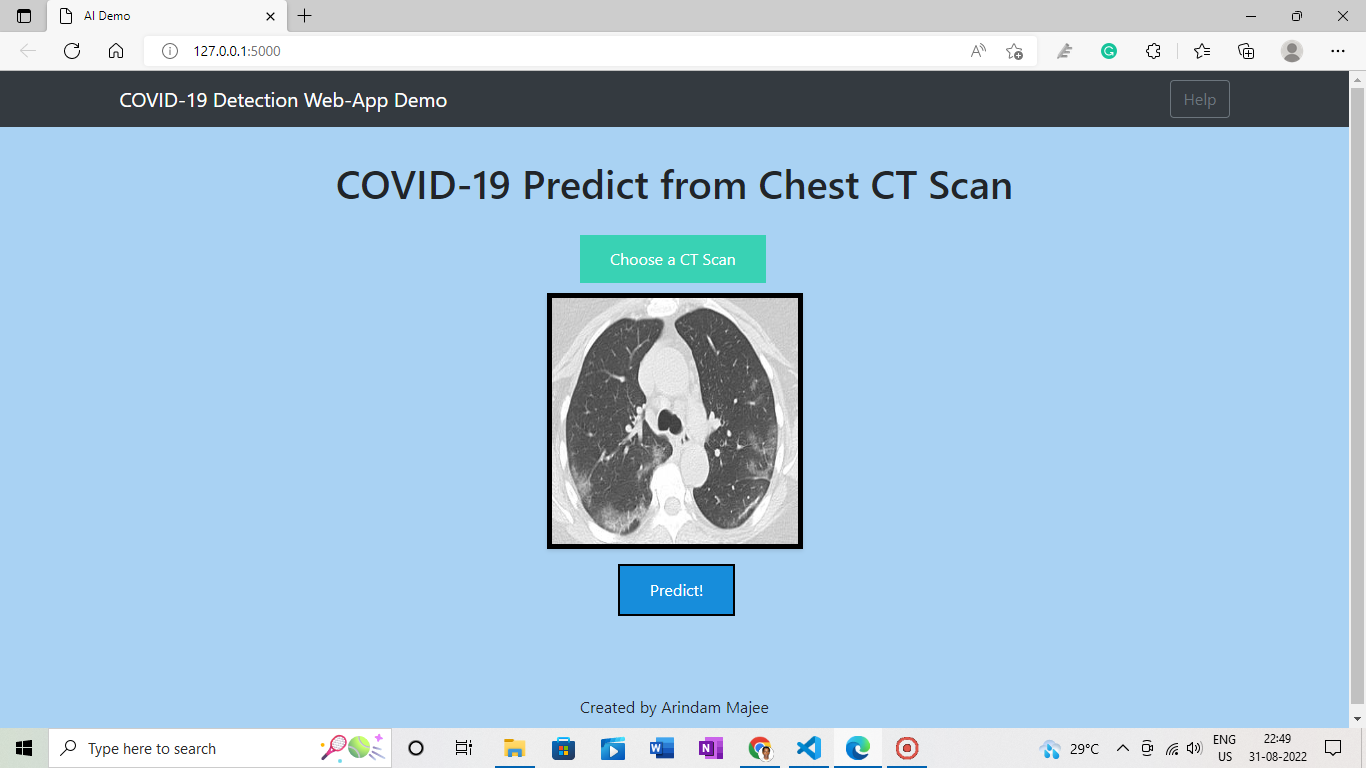 AI Demo
127.0.0.1:5000
COVID-19 Detection Web-App Demo
Help
COVID-19 Predict from Chest CT Scan
Choose a CT Scan
Predict!
Created by Arindam Majee
Type here to search
29°C
ENG
US
22:49
31-08-2022